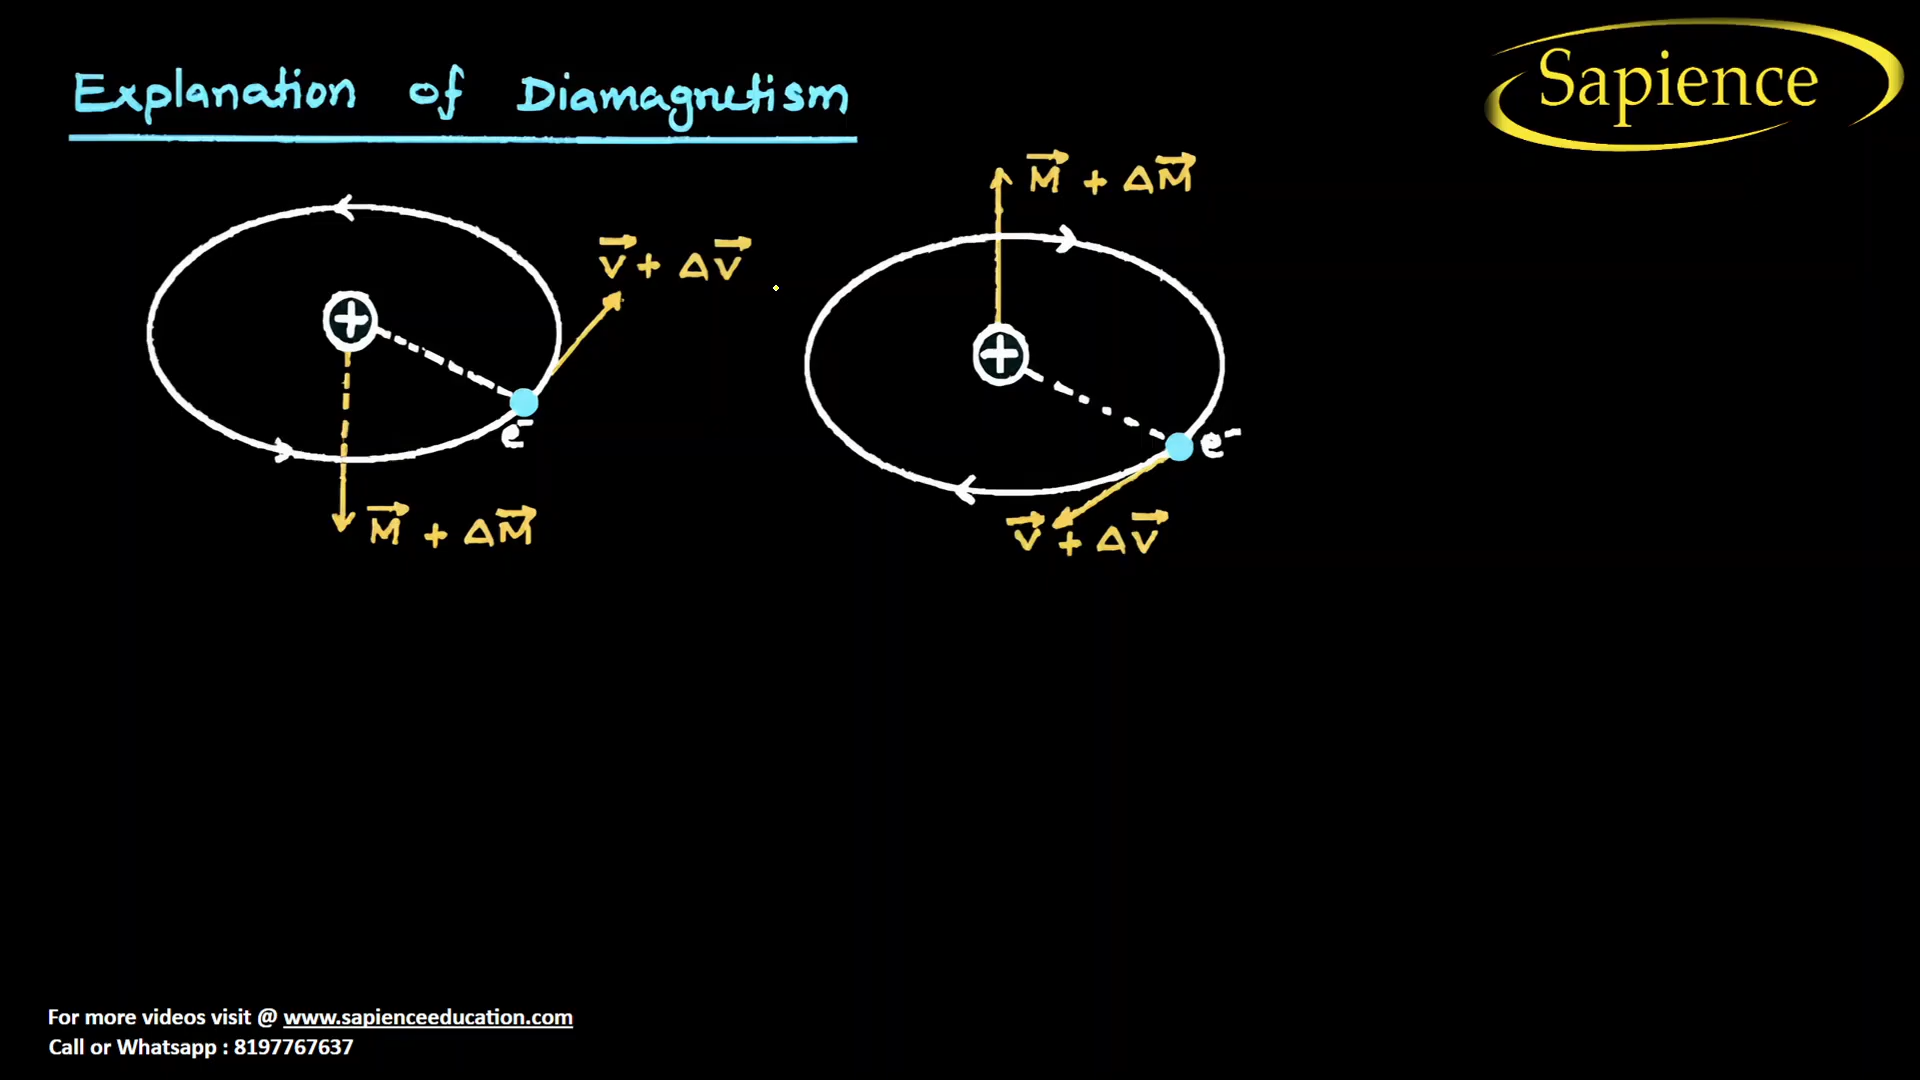 Explanation of Diamagnetism
Sapience
M⃗ + ΔM⃗
v⃗ + Δv⃗
+
+
e⁻
e⁻
M⃗ + ΔM⃗
v⃗ + Δv⃗
For more videos visit @ www.sapienceeducation.com
Call or Whatsapp : 8197767637